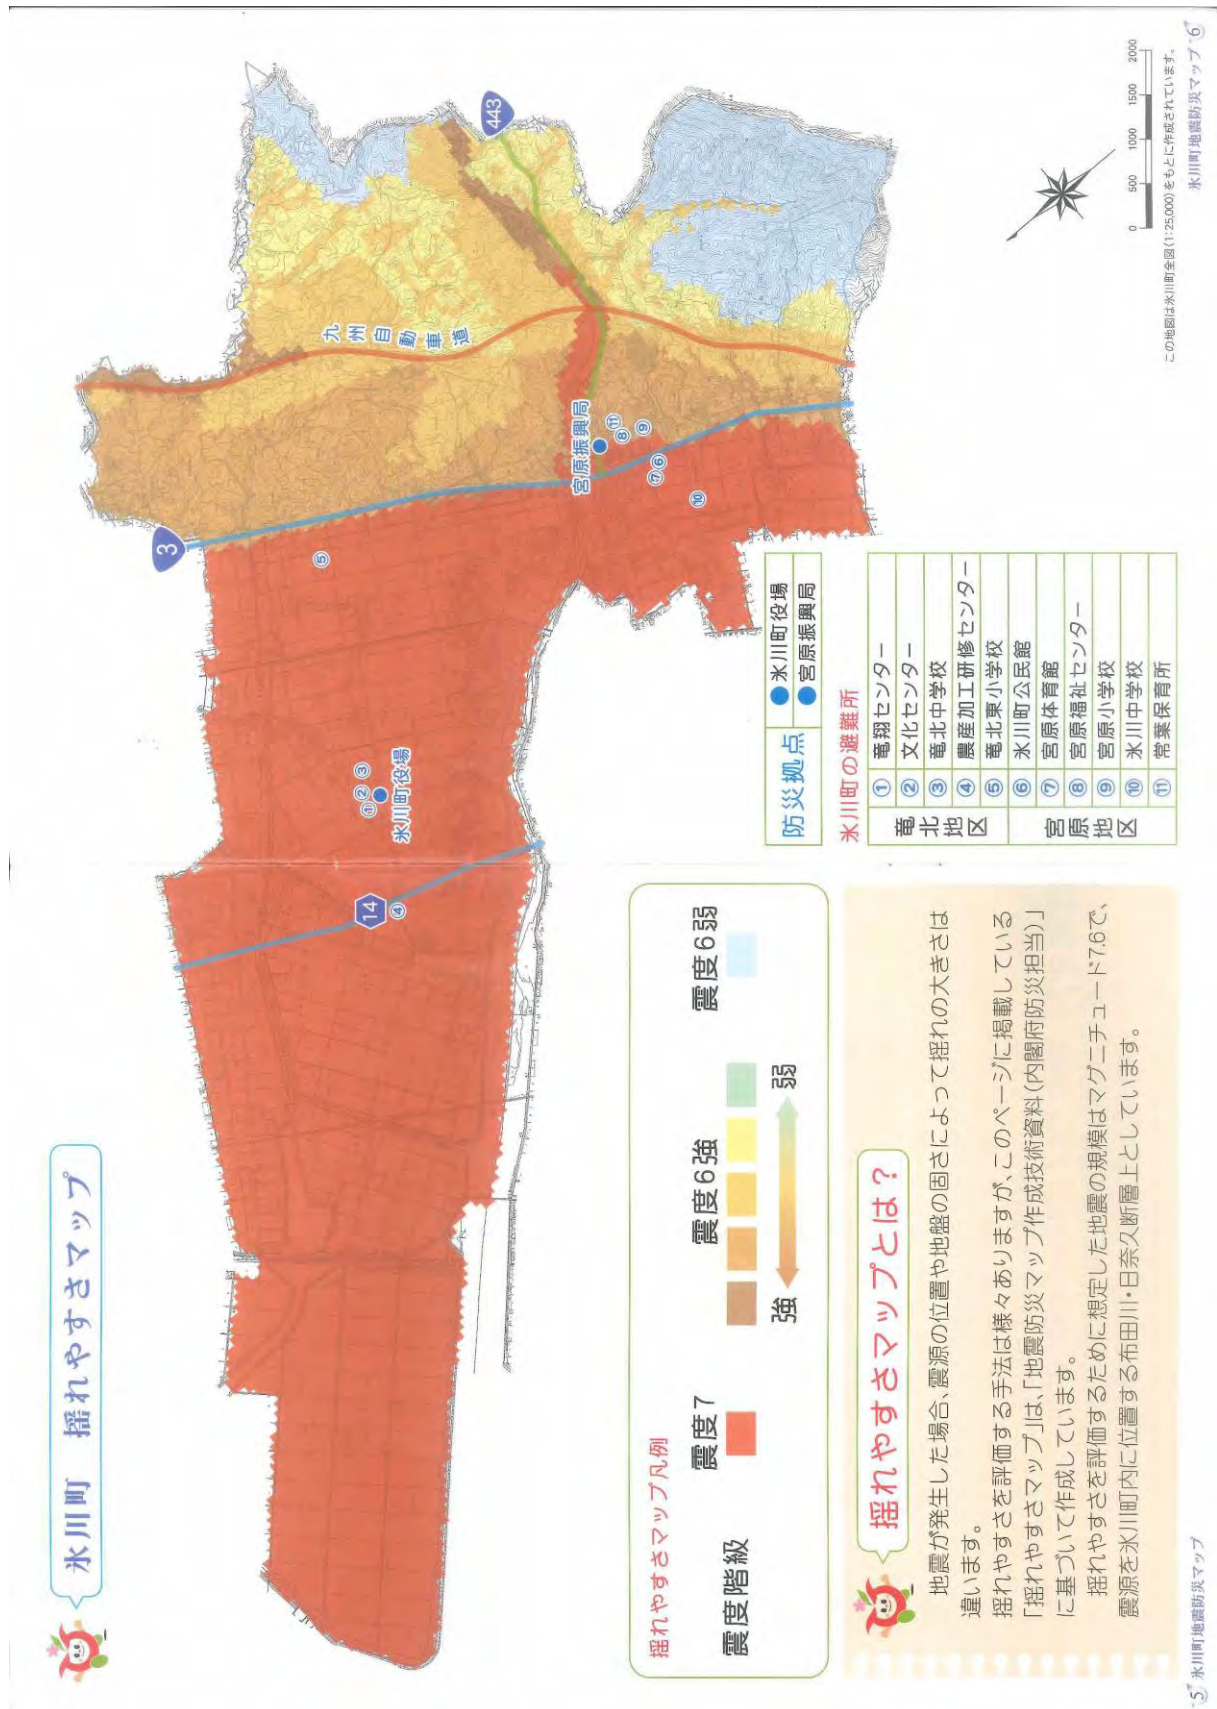 氷川町 揺れやすさマップ
九州自動車道
443
3
14
宮原振興局
氷川町役場
①
②
③
④
⑤
⑥
⑦
⑧
⑨
⑩
⑪
0 500 1000 1500 2000
この地図は氷川町全図(1:25,000)をもとに作成されています。
揺れやすさマップ凡例
震度階級
震度7
震度6強
震度6弱
強
弱
防災拠点
氷川町役場
宮原振興局
氷川町の避難所
竜北地区
① 竜翔センター
② 文化センター
③ 竜北中学校
④ 農産加工研修センター
⑤ 竜北東小学校
宮原地区
⑥ 氷川町公民館
⑦ 宮原体育館
⑧ 宮原福祉センター
⑨ 宮原小学校
⑩ 氷川中学校
⑪ 常葉保育所
揺れやすさマップとは？
地震が発生した場合、震源の位置や地盤の固さによって揺れの大きさは
違います。
揺れやすさを評価する手法は様々ありますが、このページに掲載している
「揺れやすさマップ」は、「地震防災マップ作成技術資料(内閣府防災担当)」
に基づいて作成しています。
揺れやすさを評価するために想定した地震の規模はマグニチュード7.6で、
震源を氷川町内に位置する布田川・日奈久断層上としています。
5 氷川町地震防災マップ
氷川町地震防災マップ 6